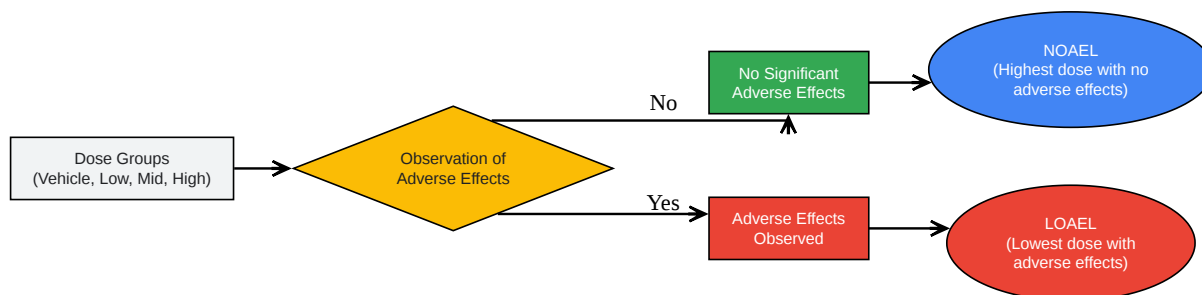 Dose Groups
(Vehicle, Low, Mid, High)
Observation of
Adverse Effects
No
No Significant
Adverse Effects
NOAEL
(Highest dose with no
adverse effects)
Yes
Adverse Effects
Observed
LOAEL
(Lowest dose with
adverse effects)